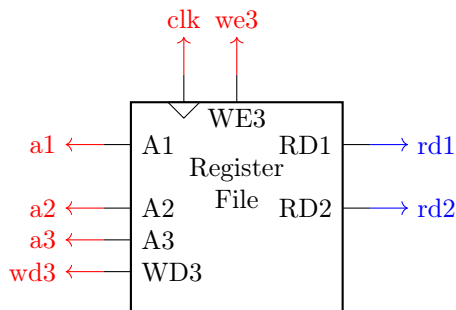 clk we3
WE3
a1 A1 RD1 rd1
Register
File
a2 A2 RD2 rd2
a3 A3
wd3 WD3